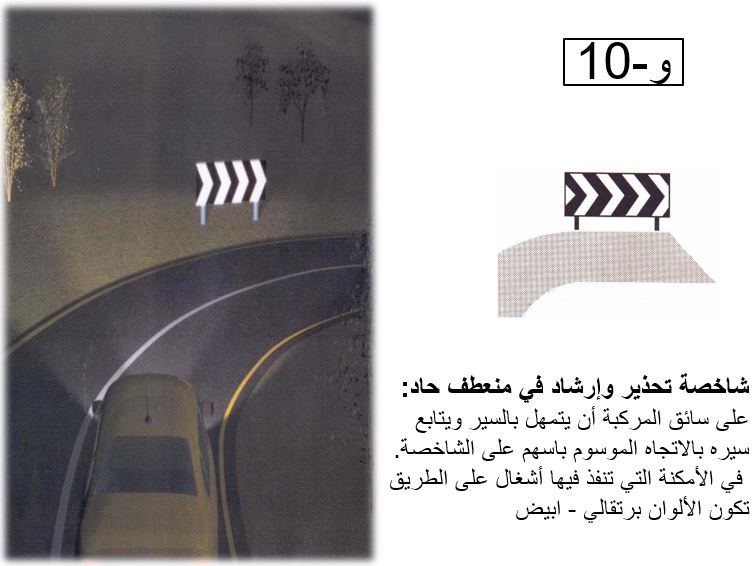 و-10
شاخصة تحذير وإرشاد في منعطف حاد:
على سائق المركبة أن يتمهل بالسير ويتابع
سيره بالاتجاه الموسوم باسهم على الشاخصة.
في الأمكنة التي تنفذ فيها أشغال على الطريق
تكون الألوان برتقالي - ابيض